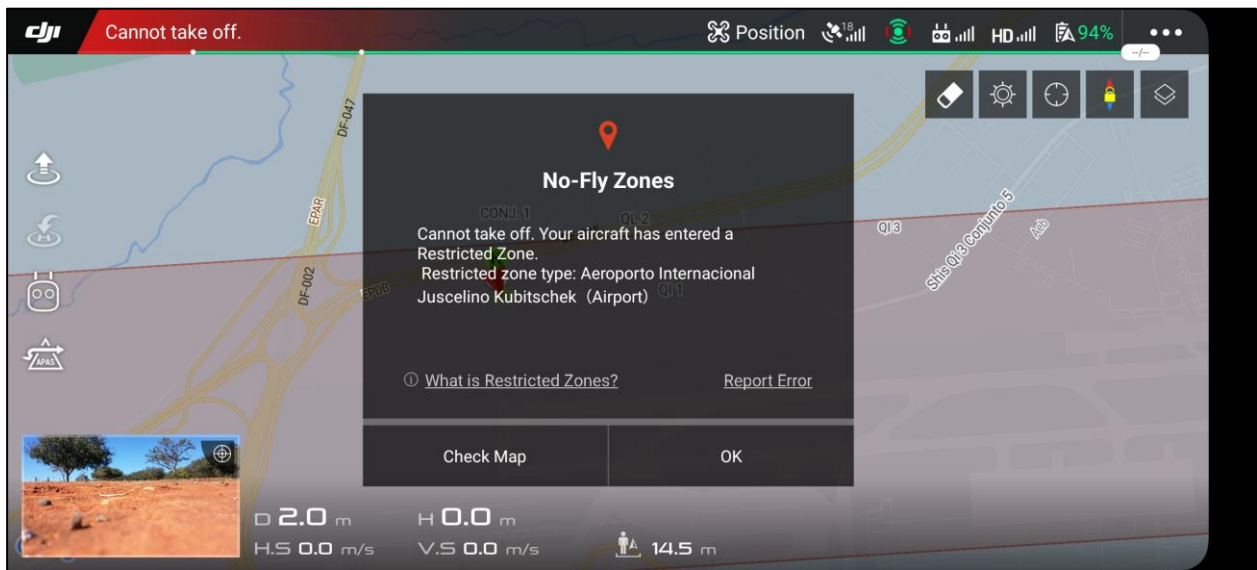 dji
Cannot take off.
Position
18
HD
94%
--/--
DF-047
EPAR
DF-002
EPDB
CONJ. 1
QI 2
QI 1
QI 3
Shis Ql 3 Conjunto 5
Aeb
No-Fly Zones
Cannot take off. Your aircraft has entered a
Restricted Zone.
Restricted zone type: Aeroporto Internacional
Juscelino Kubitschek (Airport)
What is Restricted Zones?
Report Error
Check Map
OK
APAS
D 2.0 m
H 0.0 m
H.S 0.0 m/s
V.S 0.0 m/s
14.5 m